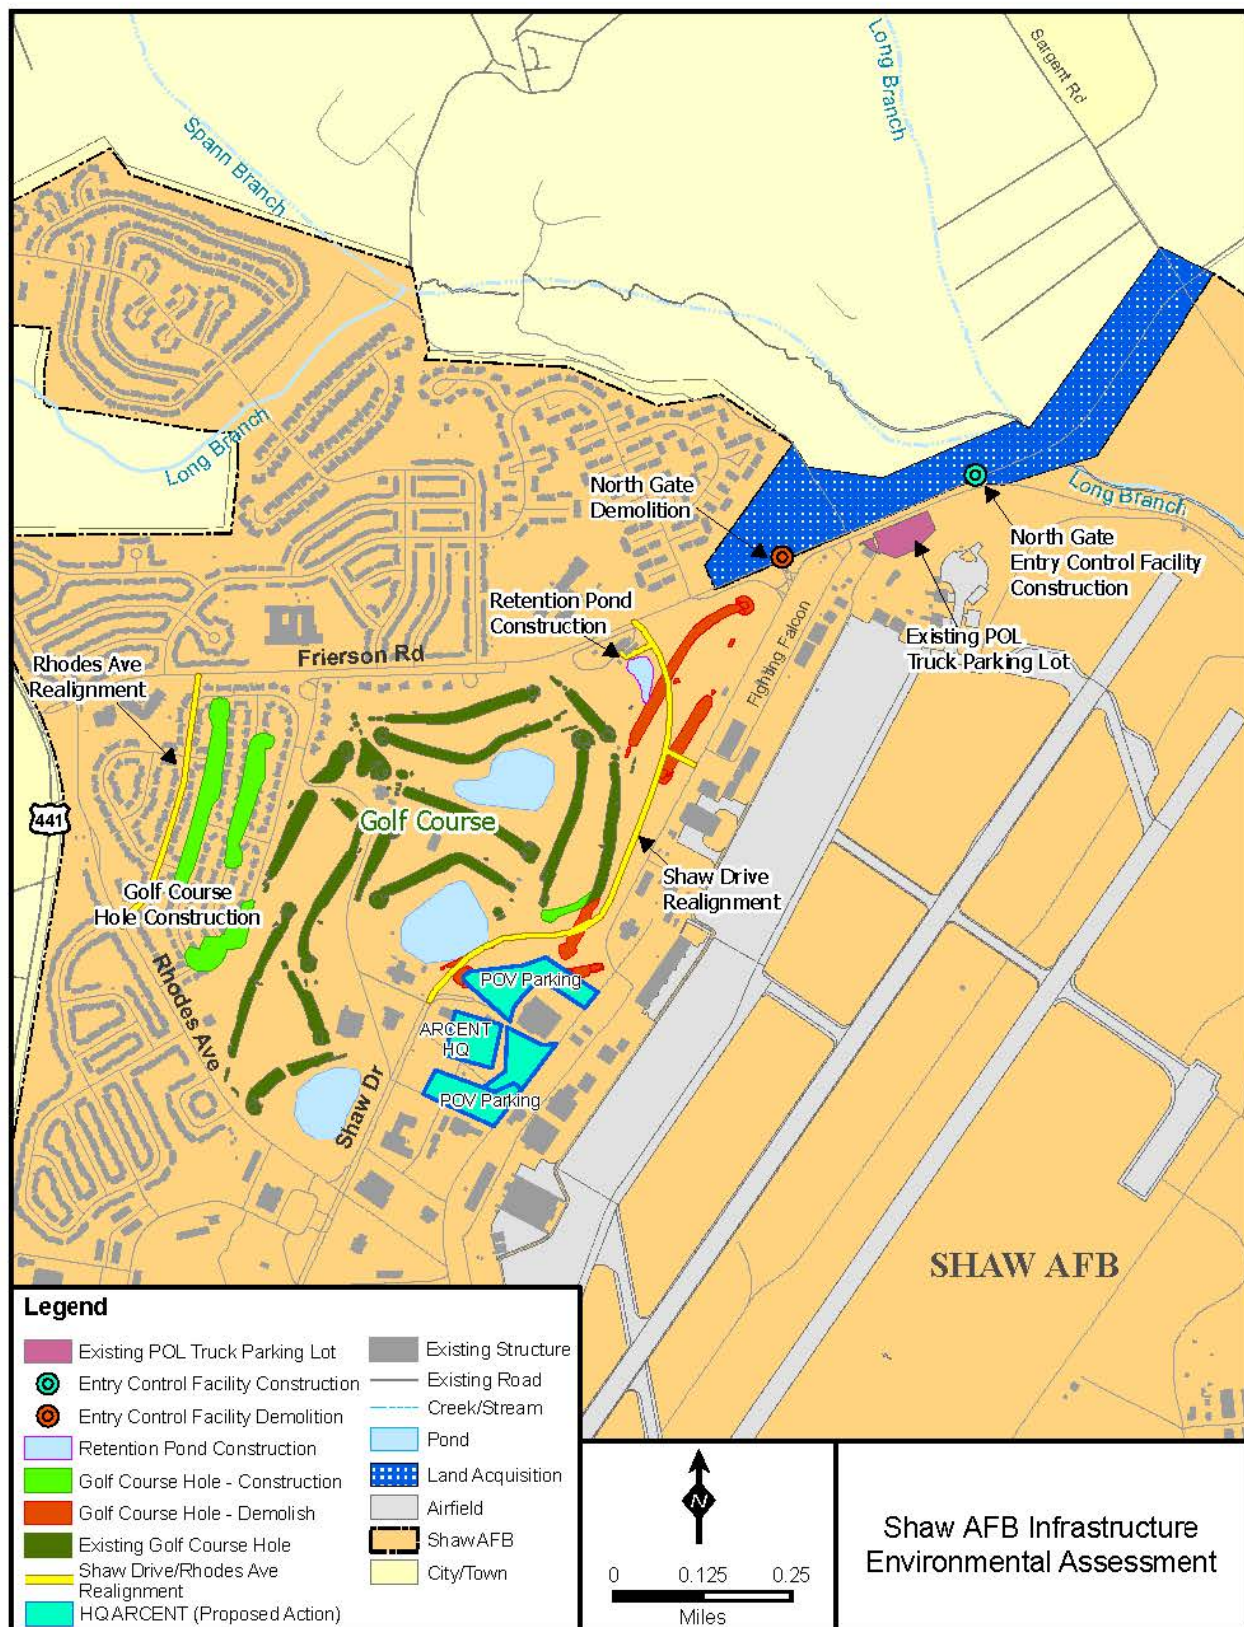 Spann Branch
Long
Branch
Sargent Rd
Long Branch
North Gate
Demolition
Long Branch
North Gate
Entry Control Facility
Construction
Retention Pond
Construction
Existing POL
Truck Parking Lot
Fighting Falcon
Frierson Rd
Rhodes Ave
Realignment
441
Golf Course
Shaw Drive
Realignment
Golf Course
Hole Construction
Rhodes Ave
POV Parking
ARCENT
HQ
POV Parking
Shaw Dr
SHAW AFB
Legend
Existing POL Truck Parking Lot
Entry Control Facility Construction
Entry Control Facility Demolition
Retention Pond Construction
Golf Course Hole - Construction
Golf Course Hole - Demolish
Existing Golf Course Hole
Shaw Drive/Rhodes Ave
Realignment
HQ ARCENT (Proposed Action)
Existing Structure
Existing Road
Creek/Stream
Pond
Land Acquisition
Airfield
Shaw AFB
City/Town
N
0 0.125 0.25
Miles
Shaw AFB Infrastructure
Environmental Assessment